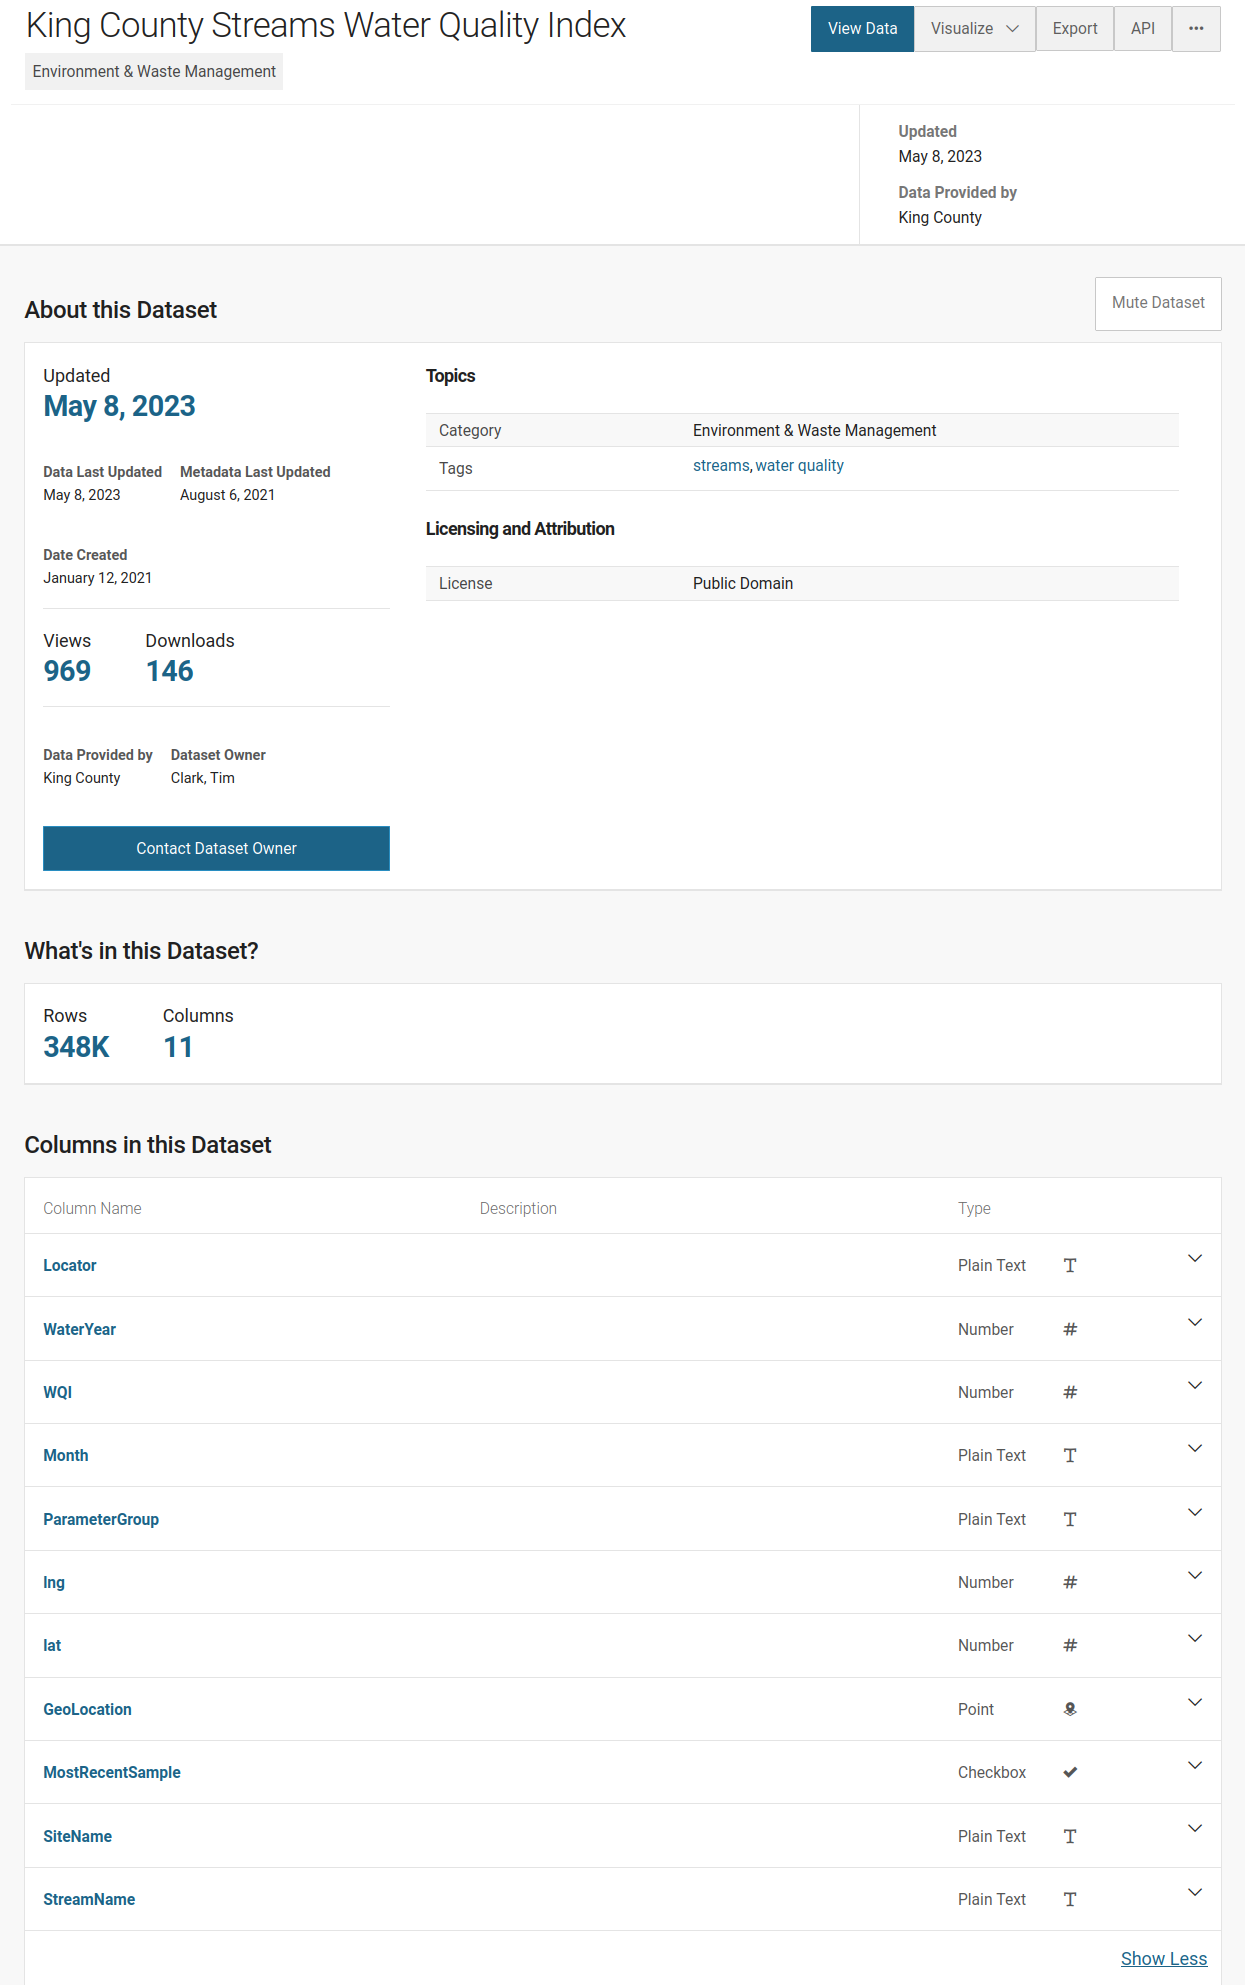 King County Streams Water Quality Index
View Data
Visualize
Export
API
Environment & Waste Management
Updated
May 8, 2023
Data Provided by
King County
About this Dataset
Mute Dataset
Updated
May 8, 2023
Data Last Updated Metadata Last Updated
May 8, 2023 August 6, 2021
Date Created
January 12, 2021
Views Downloads
969 146
Data Provided by Dataset Owner
King County Clark, Tim
Contact Dataset Owner
Topics
Category Environment & Waste Management
Tags streams, water quality
Licensing and Attribution
License Public Domain
What's in this Dataset?
Rows Columns
348K 11
Columns in this Dataset
Column Name Description Type
Locator Plain Text
WaterYear Number
WQI Number
Month Plain Text
ParameterGroup Plain Text
lng Number
lat Number
GeoLocation Point
MostRecentSample Checkbox
SiteName Plain Text
StreamName Plain Text
Show Less